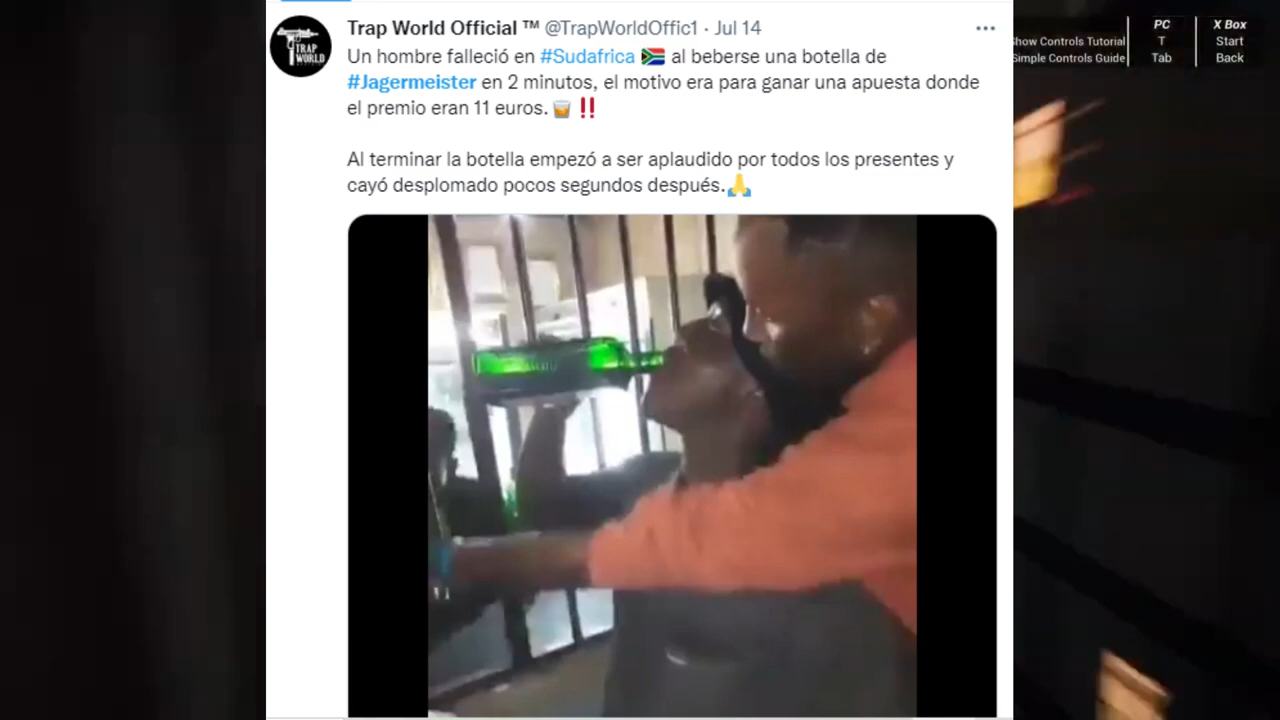 Trap World Official ™ @TrapWorldOffic1 · Jul 14
Un hombre falleció en #Sudafrica 🇿🇦 al beberse una botella de
#Jagermeister en 2 minutos, el motivo era para ganar una apuesta donde
el premio eran 11 euros. 🥃 ‼️
Al terminar la botella empezó a ser aplaudido por todos los presentes y
cayó desplomado pocos segundos después.🙏
TRAP
WORLD
PC
X Box
Show Controls Tutorial
T
Start
Simple Controls Guide
Tab
Back